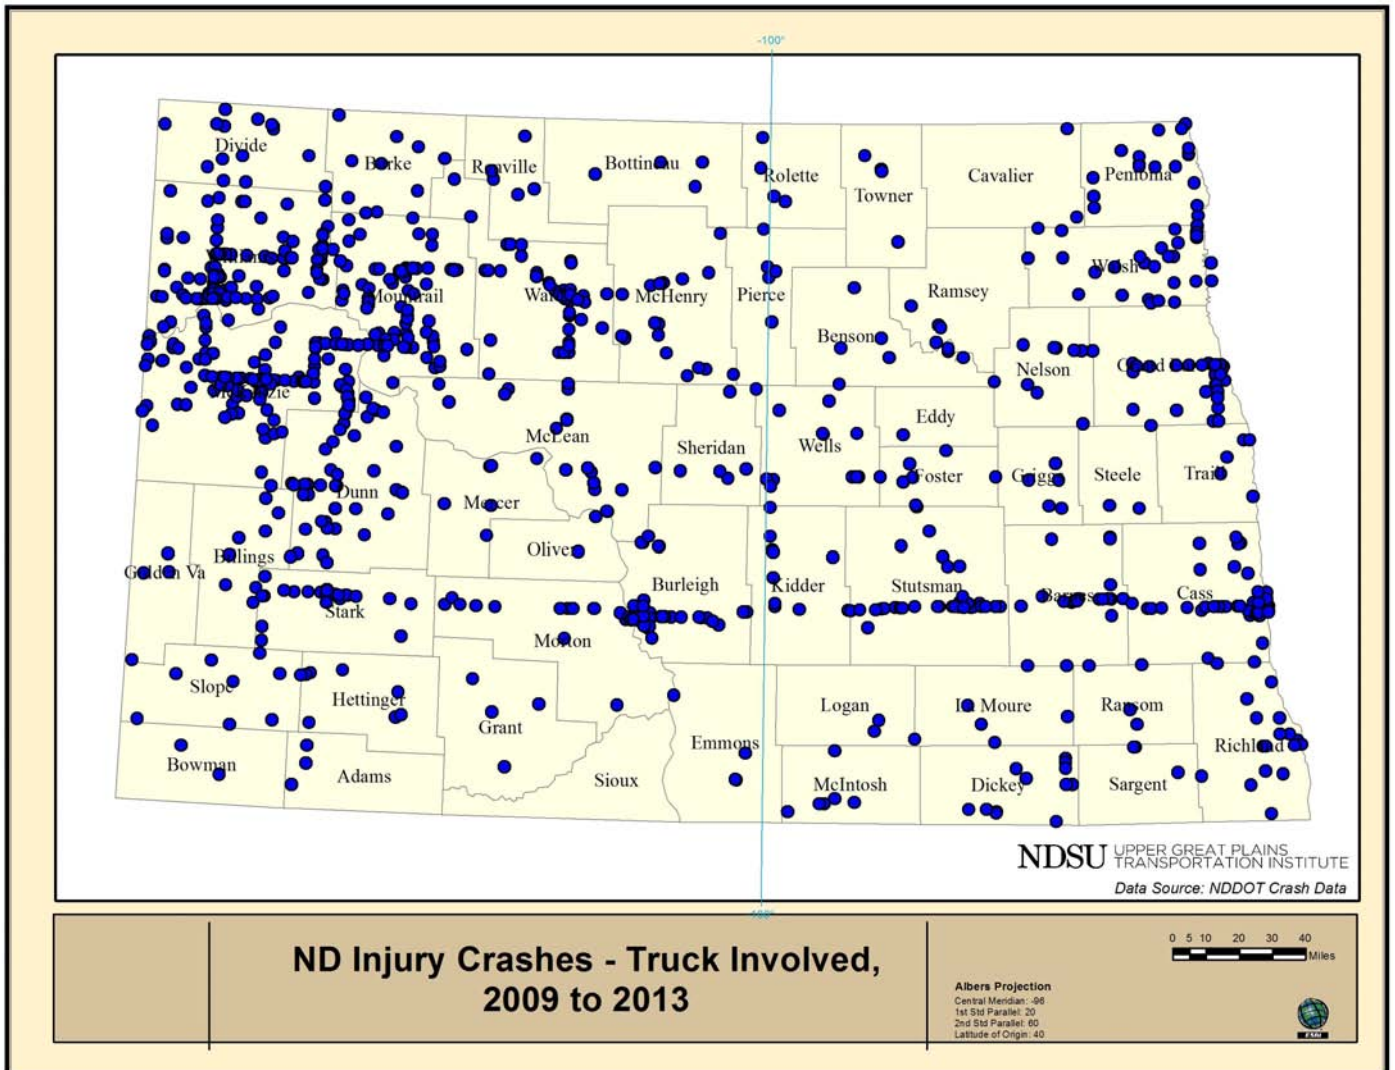 -100°
Divide
Burke
Renville
Bottineau
Rolette
Towner
Cavalier
Pembina
Williams
Mountrail
Ward
McHenry
Pierce
Benson
Ramsey
Walsh
Nelson
Grand Forks
McKenzie
McLean
Sheridan
Wells
Eddy
Foster
Griggs
Steele
Traill
Dunn
Mercer
Oliver
Billings
Golden Va
Stark
Morton
Burleigh
Kidder
Stutsman
Barnes
Cass
Slope
Hettinger
Grant
Sioux
Emmons
Logan
La Moure
Ransom
Richland
Bowman
Adams
McIntosh
Dickey
Sargent
NDSU UPPER GREAT PLAINS
TRANSPORTATION INSTITUTE
Data Source: NDDOT Crash Data
-100°
ND Injury Crashes - Truck Involved,
2009 to 2013
0 5 10 20 30 40
Miles
Albers Projection
Central Meridian: -96
1st Std Parallel: 20
2nd Std Parallel: 60
Latitude of Origin: 40
ESRI